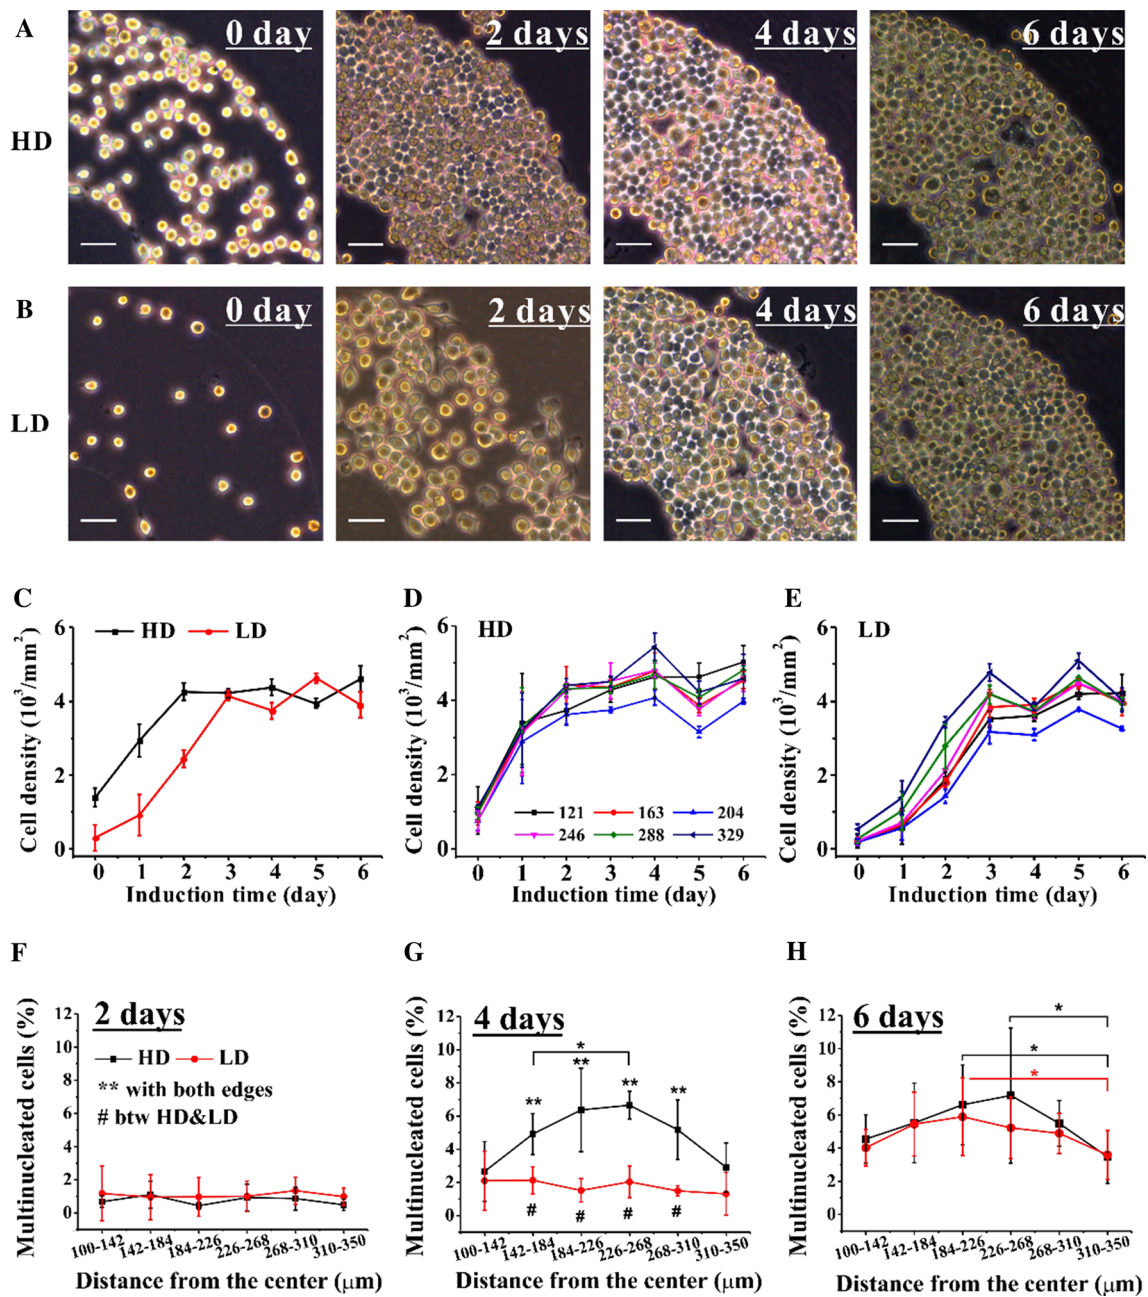 A
HD
0 day
2 days
4 days
6 days
B
LD
0 day
2 days
4 days
6 days
C
Cell density (10³/mm²)
6
4
2
0
HD
LD
0 1 2 3 4 5 6
Induction time (day)
D
Cell density (10³/mm²)
6
4
2
0
HD
121 163 204
246 288 329
0 1 2 3 4 5 6
Induction time (day)
E
Cell density (10³/mm²)
6
4
2
0
LD
0 1 2 3 4 5 6
Induction time (day)
F
Multinucleated cells (%)
12
10
8
6
4
2
0
2 days
HD LD
** with both edges
# btw HD&LD
100-142 142-184 184-226 226-268 268-310 310-350
Distance from the center (μm)
G
Multinucleated cells (%)
12
10
8
6
4
2
0
4 days
*
** ** ** **
# # # #
100-142 142-184 184-226 226-268 268-310 310-350
Distance from the center (μm)
H
Multinucleated cells (%)
12
10
8
6
4
2
0
6 days
*
*
*
100-142 142-184 184-226 226-268 268-310 310-350
Distance from the center (μm)